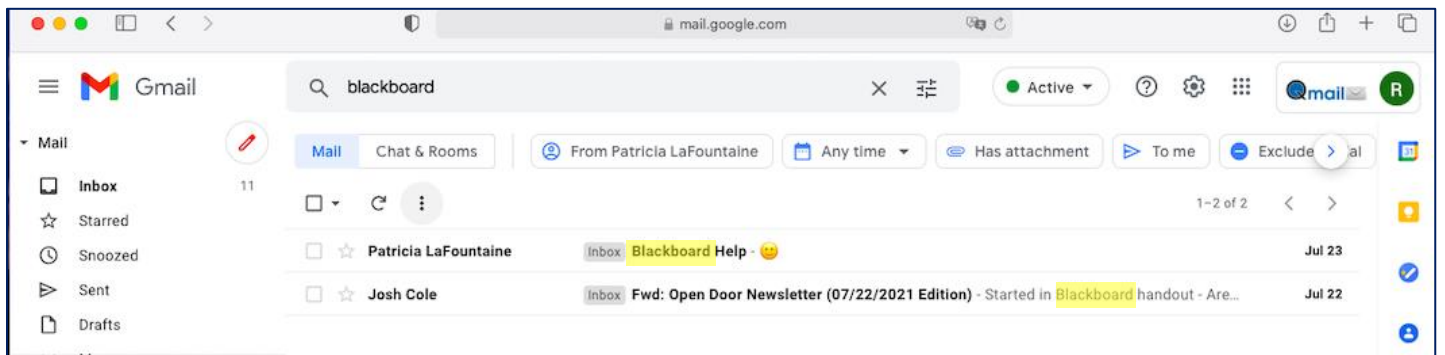 mail.google.com
Gmail
blackboard
Active
Qmail
R
Mail
Mail
Chat & Rooms
From Patricia LaFountaine
Any time
Has attachment
To me
Exclude
al
31
Inbox
11
1–2 of 2
Starred
Snoozed
Patricia LaFountaine
Inbox
Blackboard Help -
Jul 23
Sent
Josh Cole
Inbox
Fwd: Open Door Newsletter (07/22/2021 Edition) - Started in Blackboard handout - Are...
Jul 22
Drafts